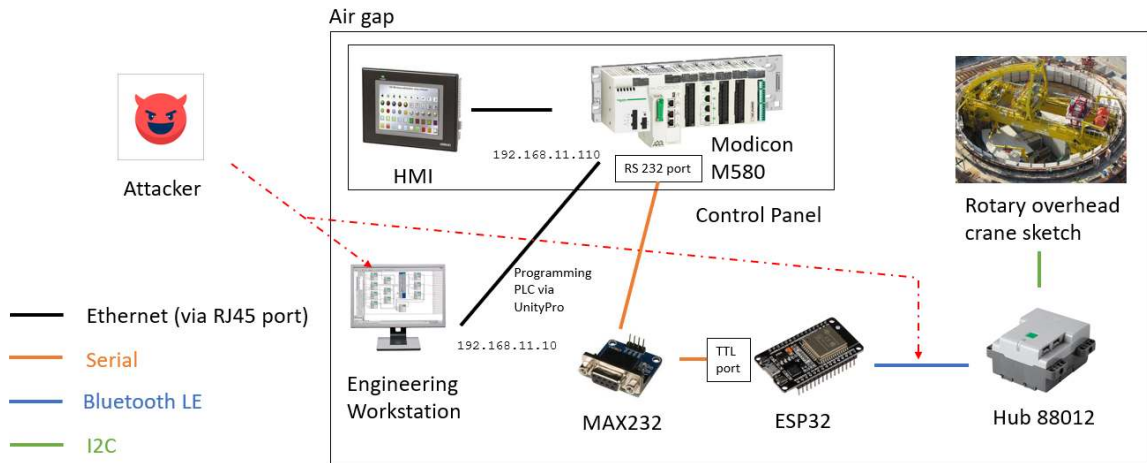 Air gap
Attacker
HMI
192.168.11.110
RS 232 port
Modicon
M580
Control Panel
Rotary overhead
crane sketch
Programming
PLC via
UnityPro
192.168.11.10
Engineering
Workstation
MAX232
TTL
port
ESP32
Hub 88012
Ethernet (via RJ45 port)
Serial
Bluetooth LE
I2C